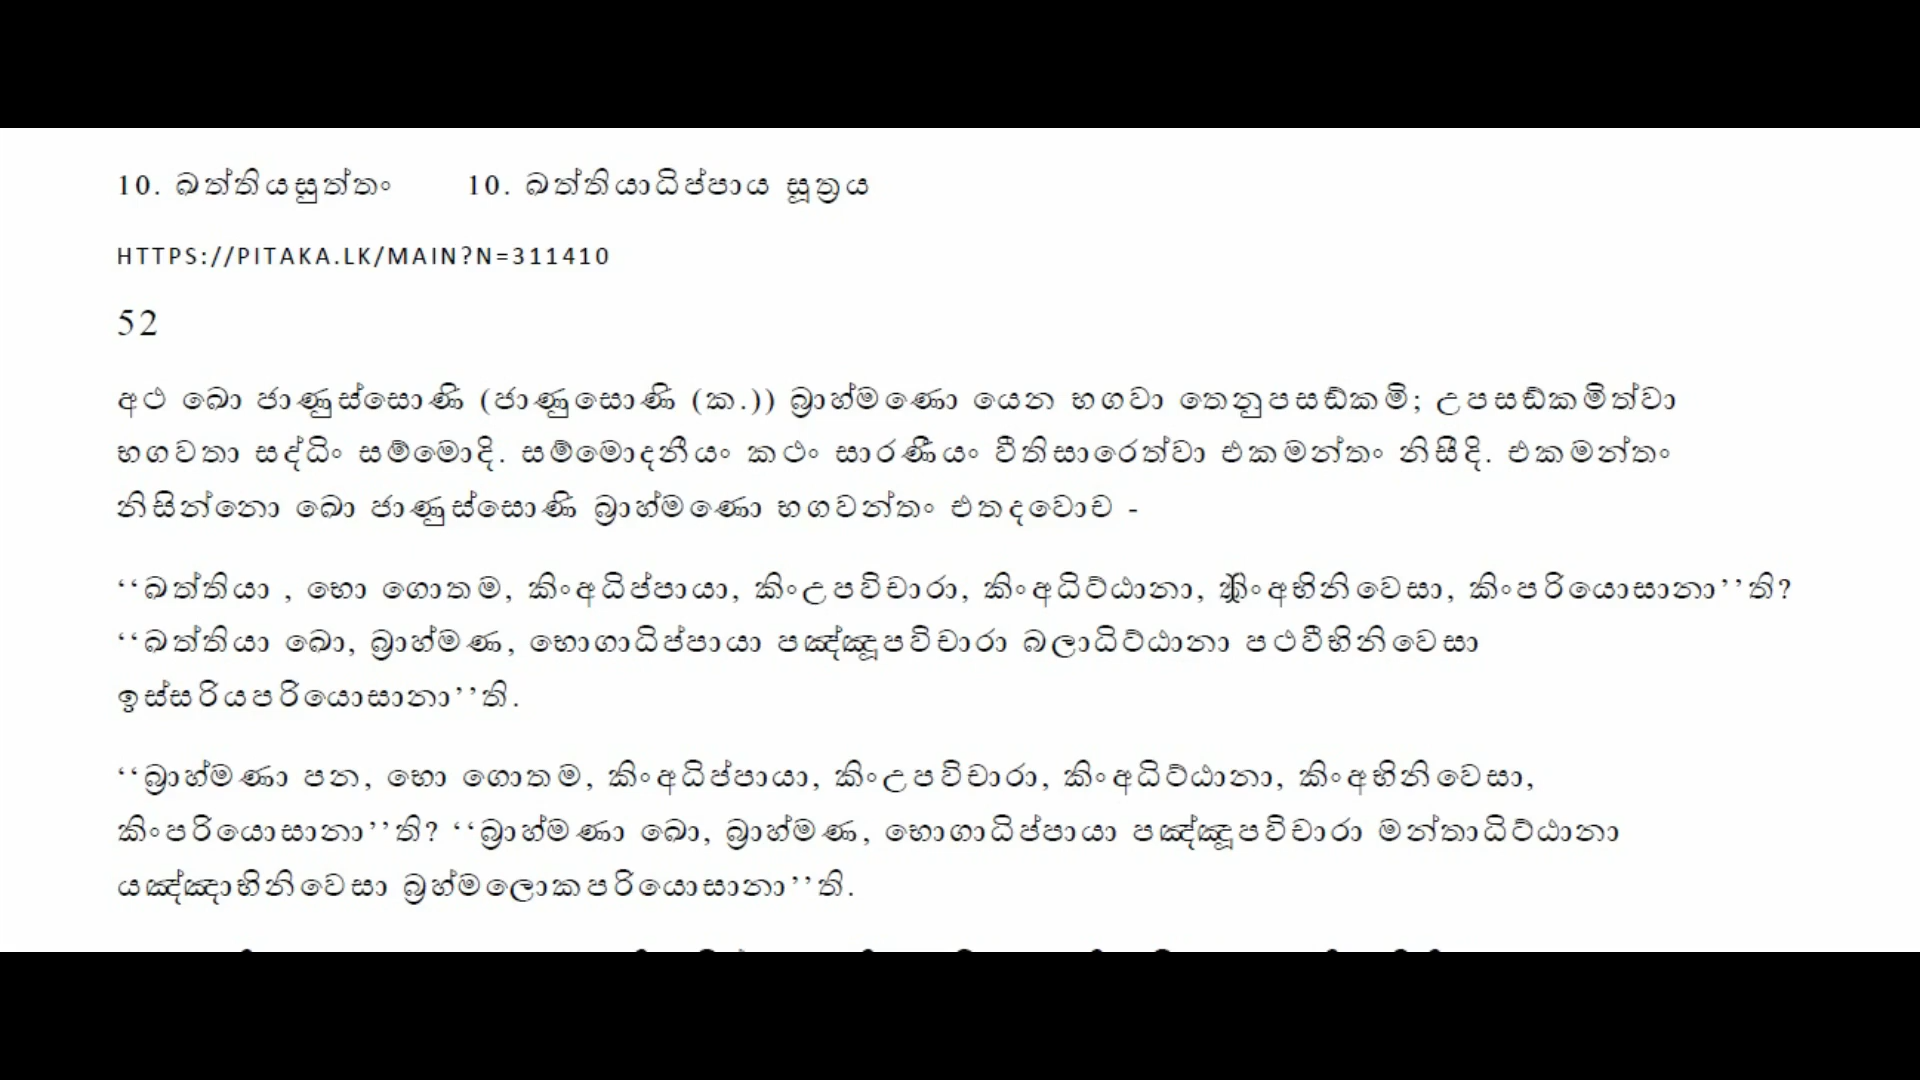 10. ඛත්තියසුත්තං 10. ඛත්තියාධිප්පාය සූත්‍රය
HTTPS://PITAKA.LK/MAIN?N=311410
52
අථ ඛො ජාණුස්සොණි (ජාණුසොණි (ක.)) බ්‍රාහ්මණො යෙන භගවා තෙනුපසඞ්කමි; උපසඞ්කමිත්වා
භගවතා සද්ධිං සම්මොදි. සම්මොදනීයං කථං සාරණීයං වීතිසාරෙත්වා එකමන්තං නිසීදි. එකමන්තං
නිසින්නො ඛො ජාණුස්සොණි බ්‍රාහ්මණො භගවන්තං එතදවොච -
‘‘ඛත්තියා , භො ගොතම, කිංඅධිප්පායා, කිංඋපවිචාරා, කිංඅධිට්ඨානා, කිංඅභිනිවෙසා, කිංපරියොසානා’’ති?
‘‘ඛත්තියා ඛො, බ්‍රාහ්මණ, භොගාධිප්පායා පඤ්ඤූපවිචාරා බලාධිට්ඨානා පථවීභිනිවෙසා
ඉස්සරියපරියොසානා’’ති.
‘‘බ්‍රාහ්මණා පන, භො ගොතම, කිංඅධිප්පායා, කිංඋපවිචාරා, කිංඅධිට්ඨානා, කිංඅභිනිවෙසා,
කිංපරියොසානා’’ති? ‘‘බ්‍රාහ්මණා ඛො, බ්‍රාහ්මණ, භොගාධිප්පායා පඤ්ඤූපවිචාරා මන්තාධිට්ඨානා
යඤ්ඤාභිනිවෙසා බ්‍රහ්මලොකපරියොසානා’’ති.